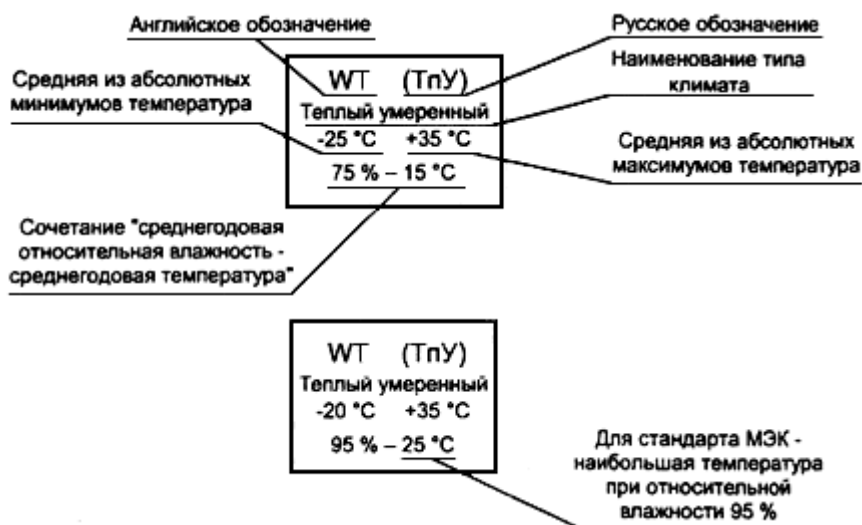 Английское обозначение
Русское обозначение
Средняя из абсолютных
минимумов температура
WT (ТпУ)
Теплый умеренный
-25 °C +35 °C
75 % – 15 °C
Наименование типа
климата
Средняя из абсолютных
максимумов температура
Сочетание "среднегодовая
относительная влажность -
среднегодовая температура"
WT (ТпУ)
Теплый умеренный
-20 °C +35 °C
95 % – 25 °C
Для стандарта МЭК -
наибольшая температура
при относительной
влажности 95 %